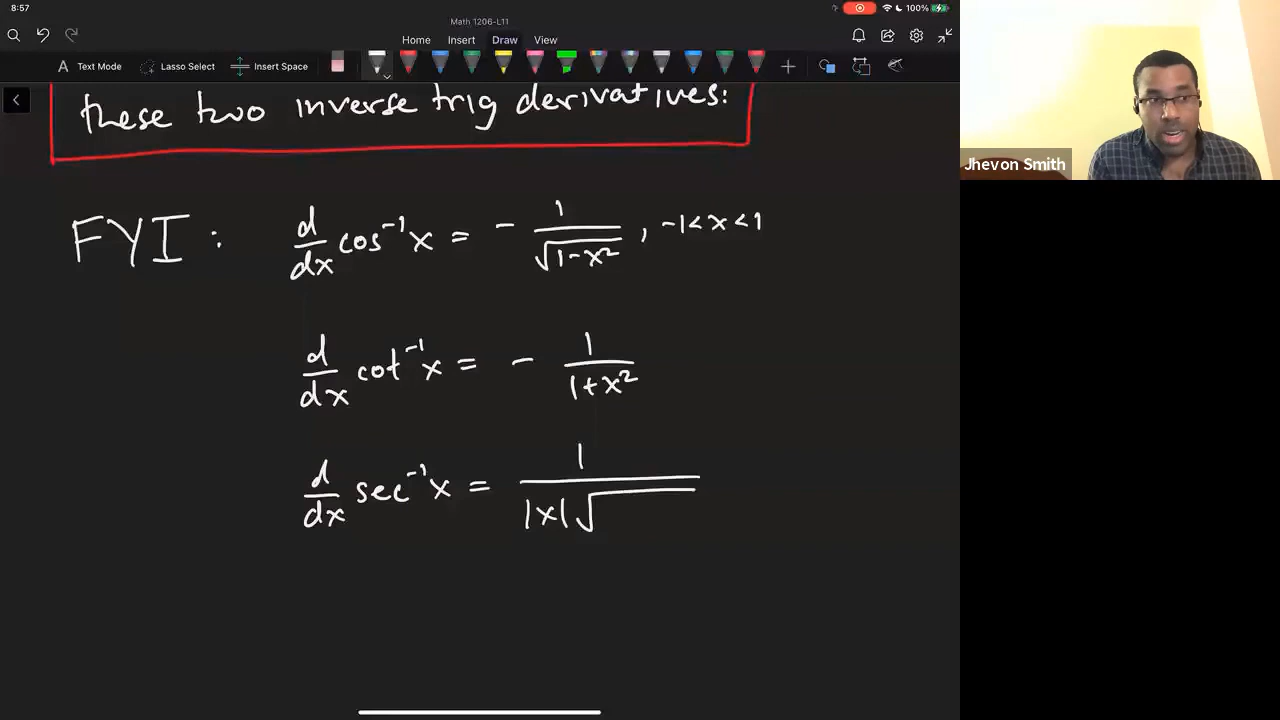 8:57
100%
Math 1206-L11
Home Insert Draw View
Text Mode Lasso Select Insert Space
these two inverse trig derivatives:
Jhevon Smith
FYI: d/dx cos⁻¹x = - 1/√(1-x²), -1<x<1
d/dx cot⁻¹x = - 1/(1+x²)
d/dx sec⁻¹x = 1/(|x|√ )